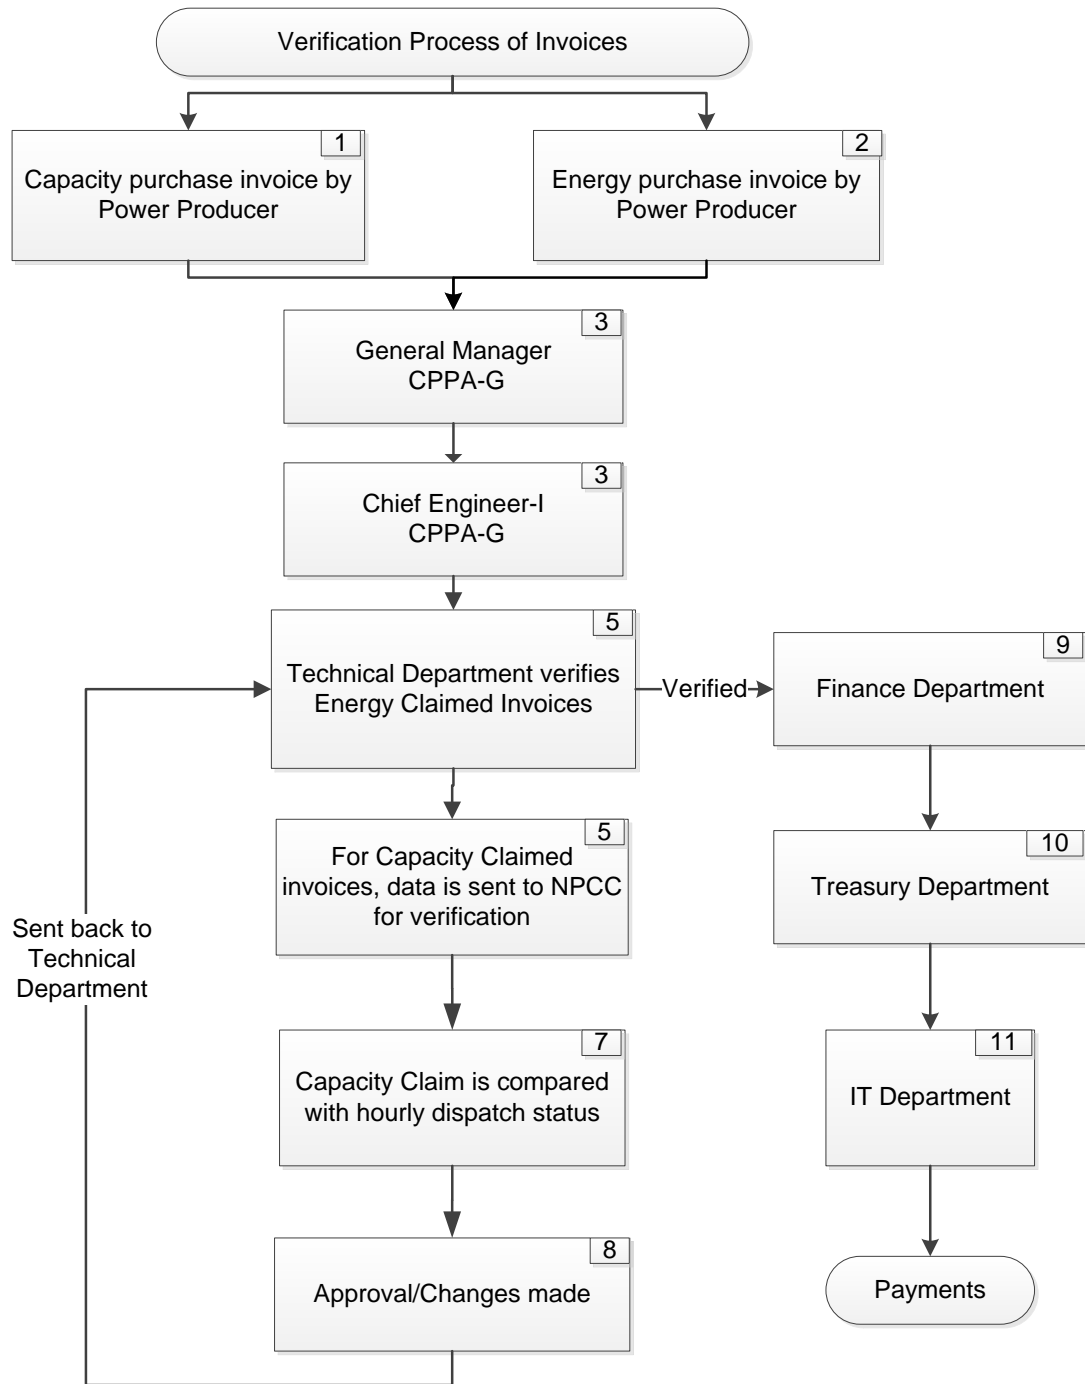 Verification Process of Invoices
1
Capacity purchase invoice by
Power Producer
2
Energy purchase invoice by
Power Producer
3
General Manager
CPPA-G
3
Chief Engineer-I
CPPA-G
5
Technical Department verifies
Energy Claimed Invoices
Verified
9
Finance Department
5
For Capacity Claimed
invoices, data is sent to NPCC
for verification
10
Treasury Department
Sent back to
Technical
Department
7
Capacity Claim is compared
with hourly dispatch status
11
IT Department
8
Approval/Changes made
Payments